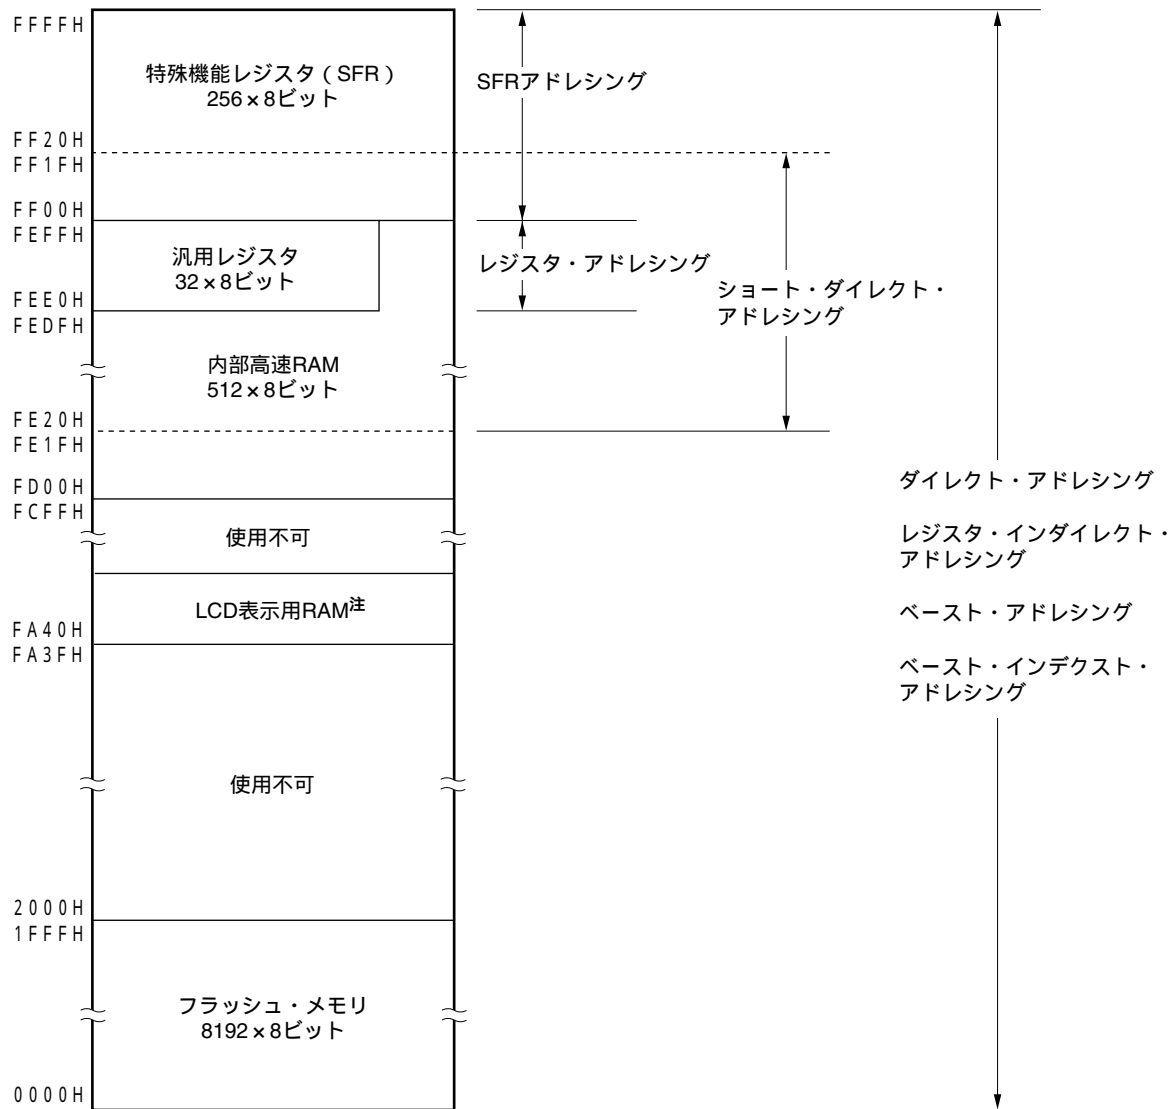 FFFFH
特殊機能レジスタ（SFR）
256×8ビット
SFRアドレシング
FF20H
FF1FH
FF00H
FEFFH
汎用レジスタ
32×8ビット
レジスタ・アドレシング
ショート・ダイレクト・
アドレシング
FEE0H
FEDFH
内部高速RAM
512×8ビット
FE20H
FE1FH
FD00H
FCFFH
使用不可
LCD表示用RAM注
FA40H
FA3FH
ダイレクト・アドレシング
レジスタ・インダイレクト・
アドレシング
ベースト・アドレシング
ベースト・インデクスト・
アドレシング
使用不可
2000H
1FFFH
フラッシュ・メモリ
8192×8ビット
0000H